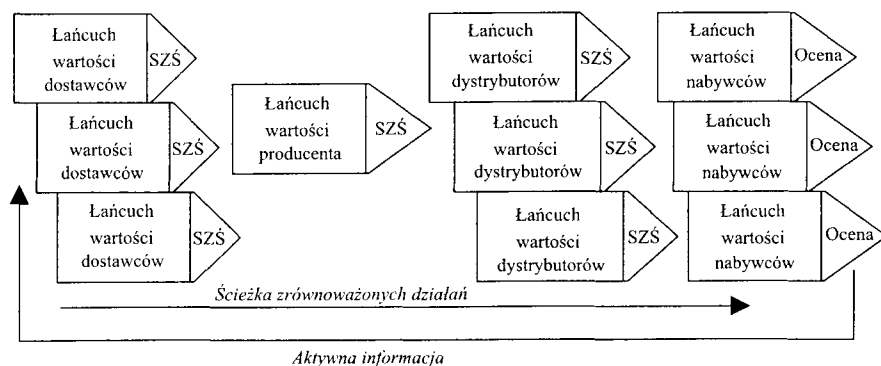 Łańcuch
wartości
dostawców
SZŚ
Łańcuch
wartości
dostawców
SZŚ
Łańcuch
wartości
dostawców
SZŚ
Łańcuch
wartości
producenta
SZŚ
Łańcuch
wartości
dystrybutorów
SZŚ
Łańcuch
wartości
dystrybutorów
SZŚ
Łańcuch
wartości
dystrybutorów
SZŚ
Łańcuch
wartości
nabywców
Ocena
Łańcuch
wartości
nabywców
Ocena
Łańcuch
wartości
nabywców
Ocena
Ścieżka zrównoważonych działań
Aktywna informacja